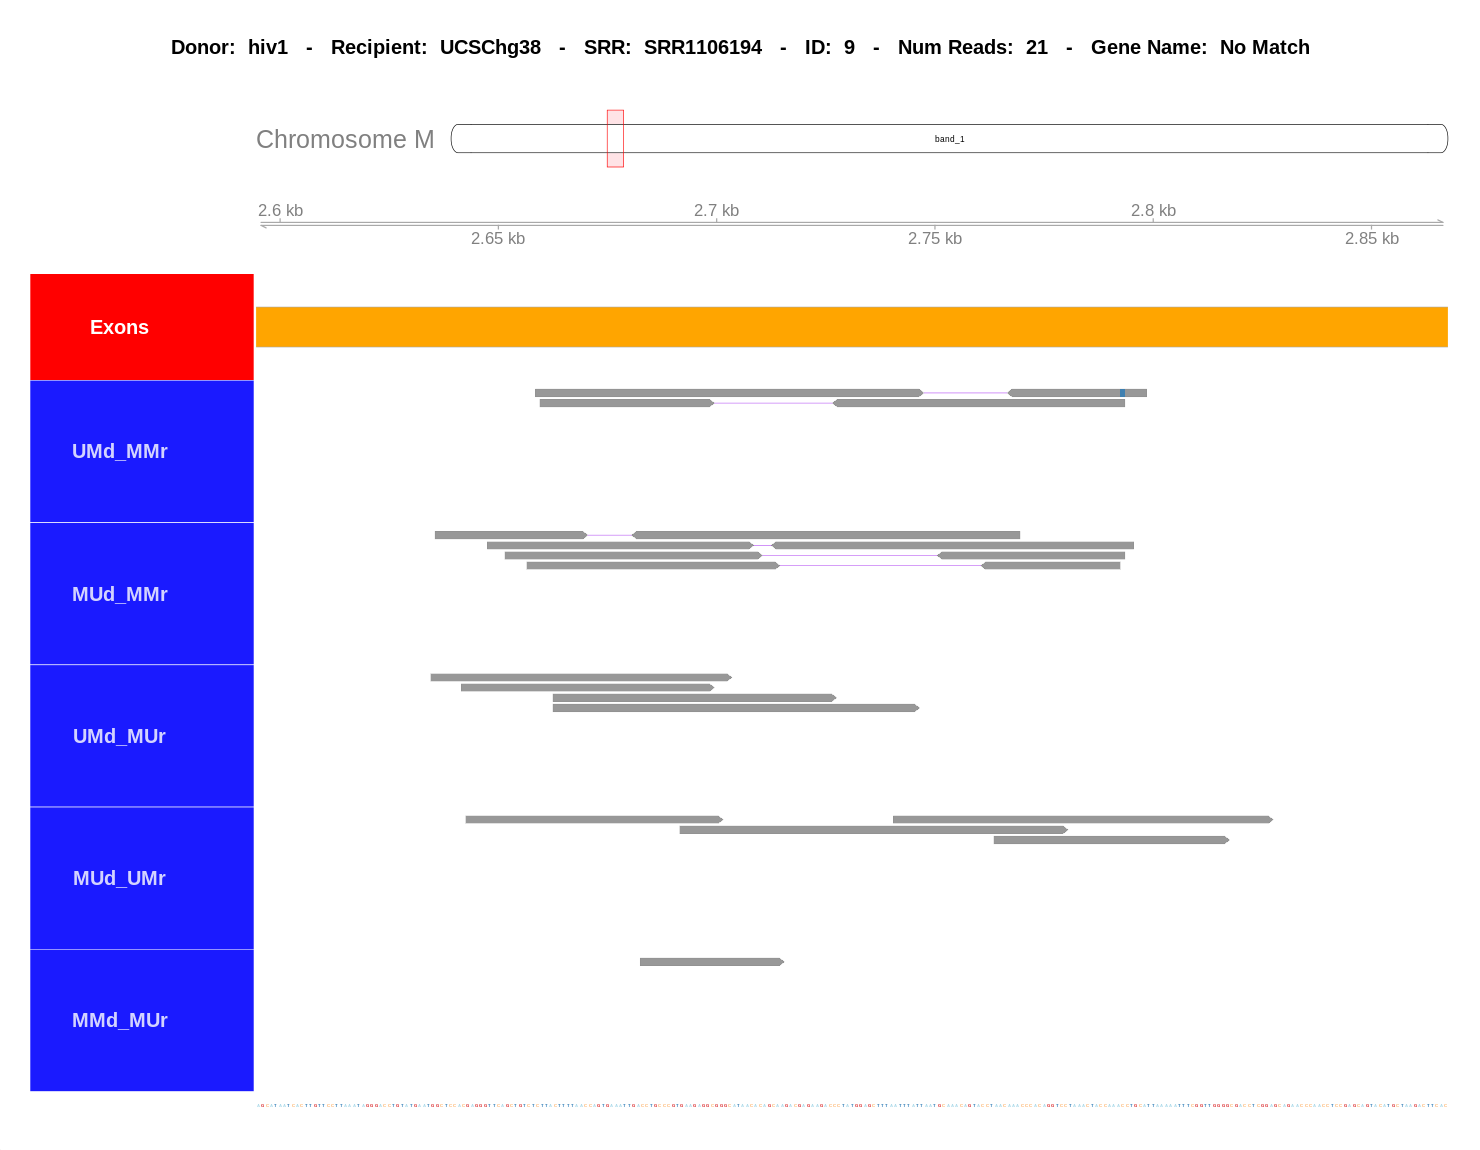 Donor: hiv1 - Recipient: UCSChg38 - SRR: SRR1106194 - ID: 9 - Num Reads: 21 - Gene Name: No Match
Chromosome M
band_1
2.6 kb 2.7 kb 2.8 kb
2.65 kb 2.75 kb 2.85 kb
Exons
UMd_MMr
MUd_MMr
UMd_MUr
MUd_UMr
MMd_MUr